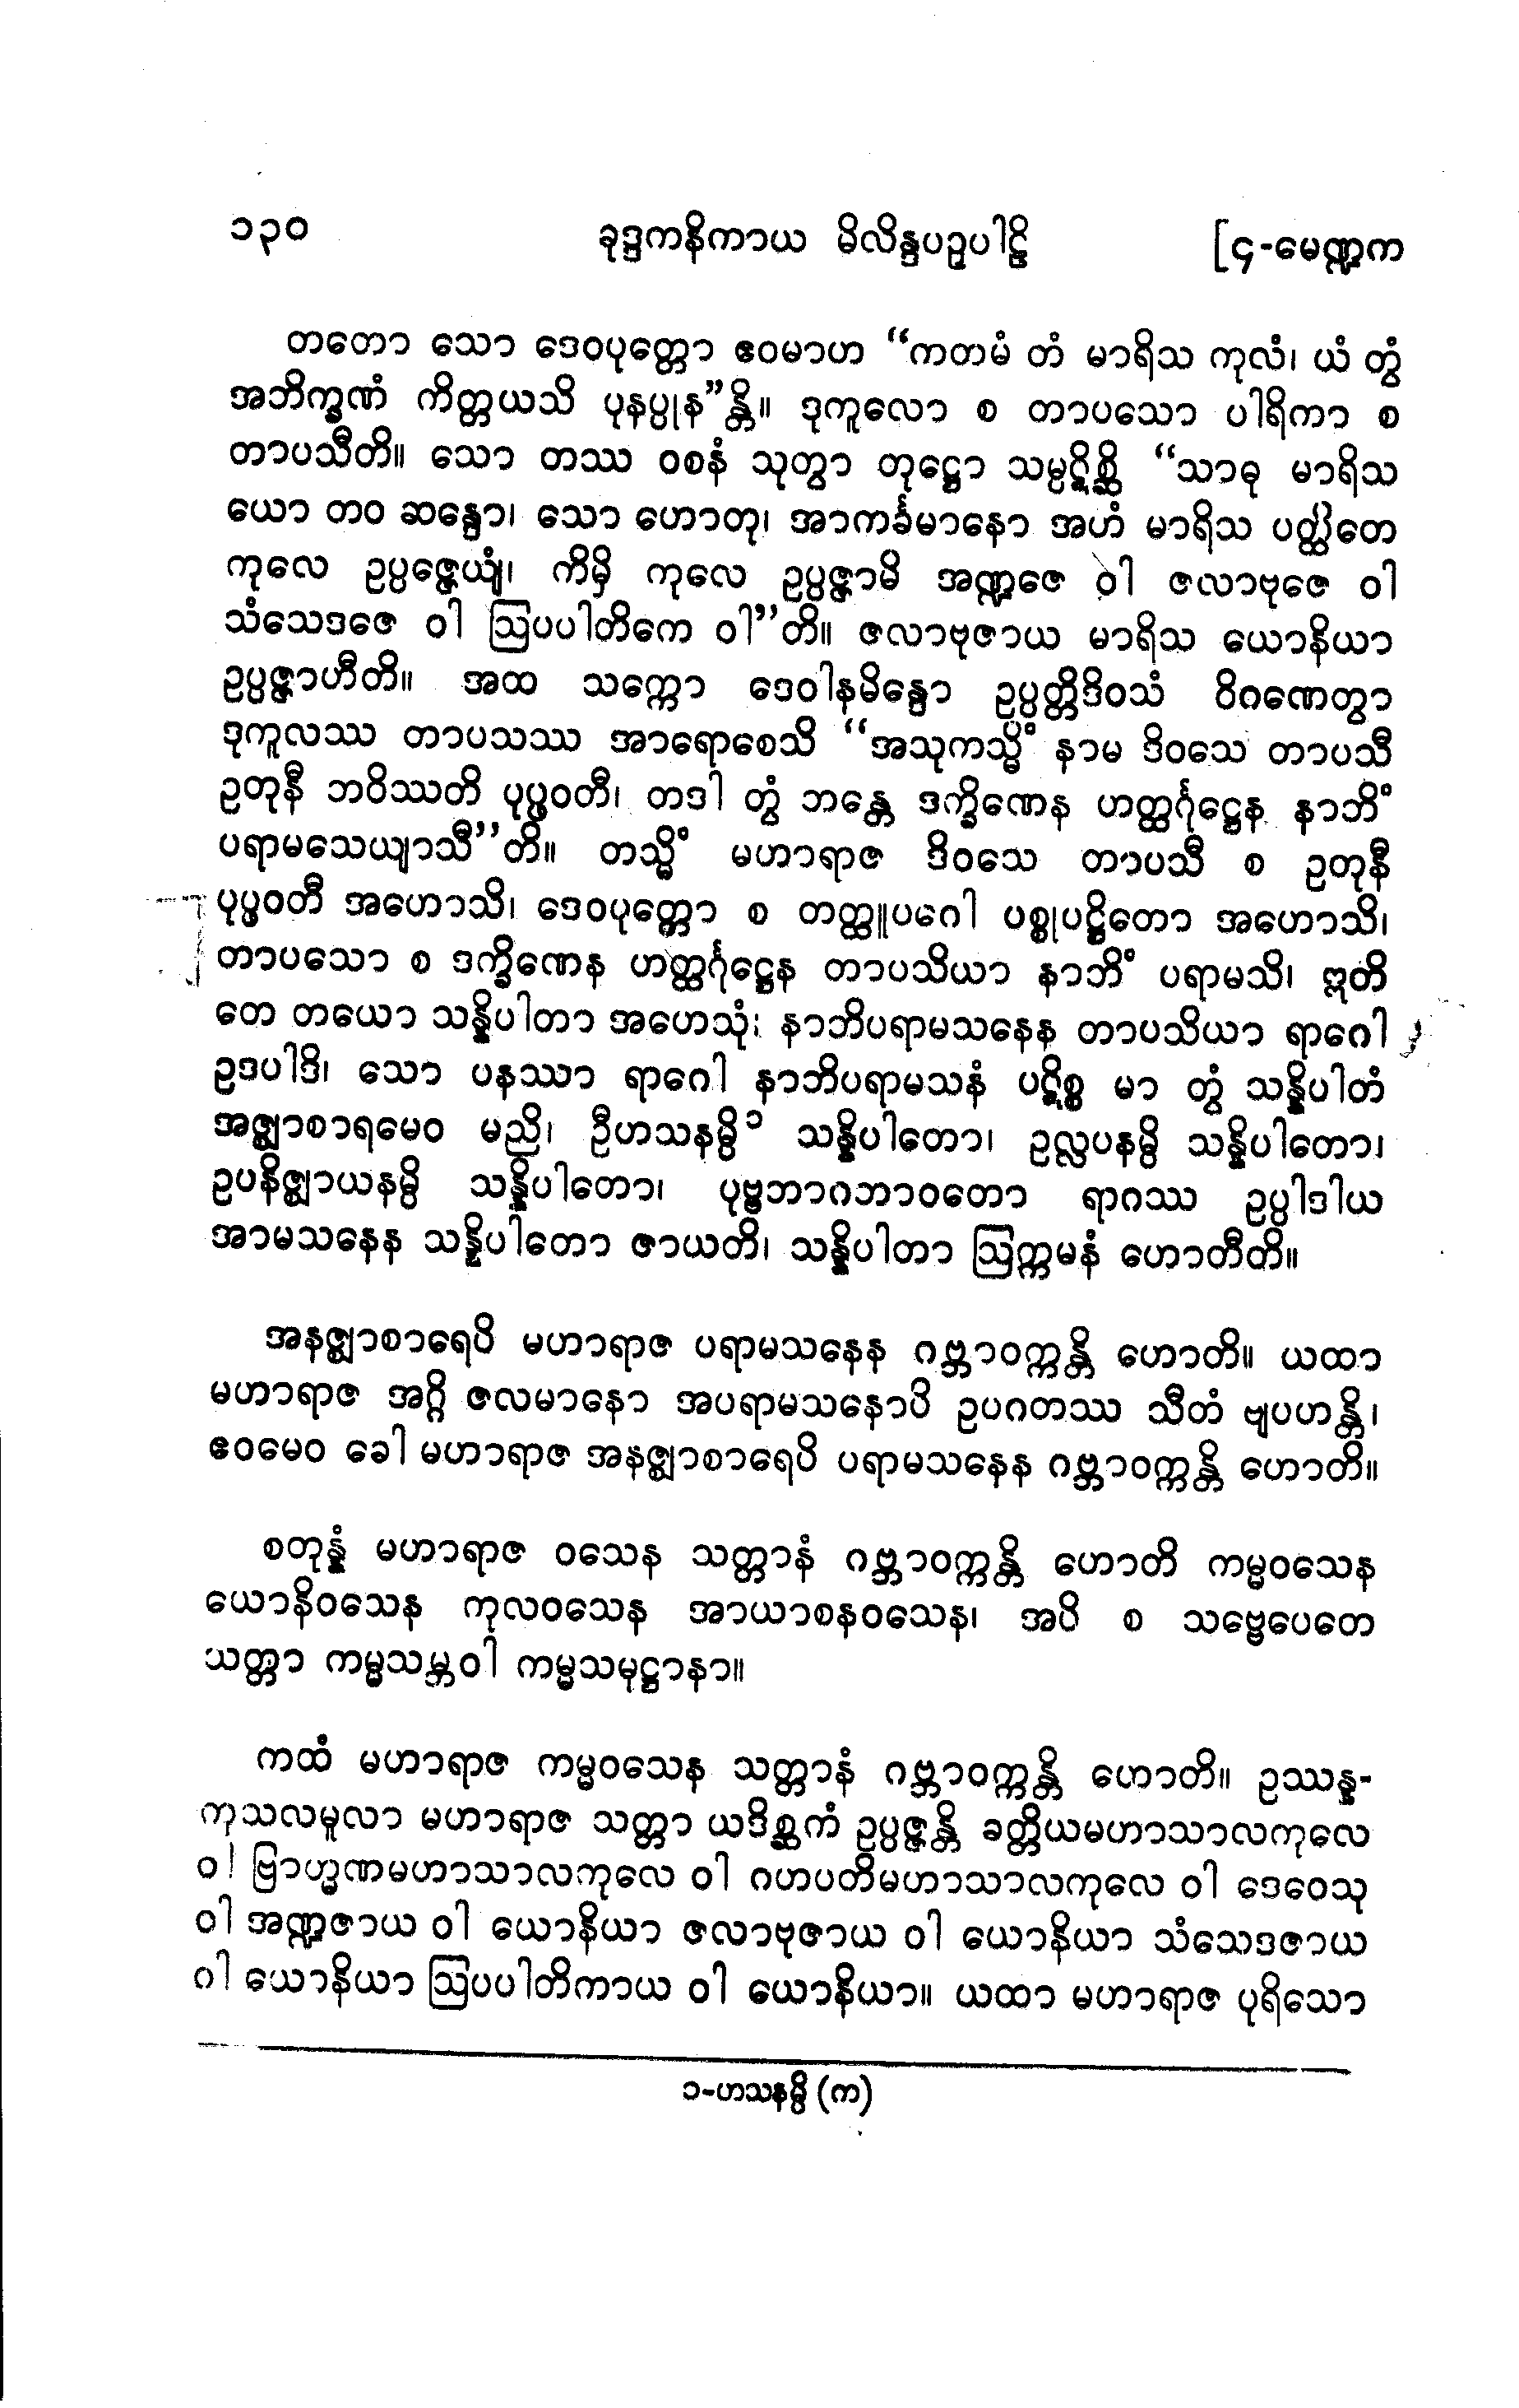 ၁၃၀ ခုဒ္ဒကနိကာယ မိလိန္ဒပဉှပါဠိ [၄-မေဏ္ဍက
တတော သော ဒေဝပုတ္တော ဧဝမာဟ “ကတမံ တံ မာရိသ ကုလံ၊ ယံ တွံ
အဘိက္ခဏံ ကိတ္တယသိ ပုနပ္ပုန”န္တိ။ ဒုကူလော စ တာပသော ပါရိကာ စ
တာပသီတိ။ သော တဿ ဝစနံ သုတွာ တုဋ္ဌော သမ္ပဋိစ္ဆိ “သာဓု မာရိသ
ယော တဝ ဆန္ဒော၊ သော ဟောတု၊ အာကင်္ခမာနော အဟံ မာရိသ ပတ္ထိတေ
ကုလေ ဥပ္ပဇ္ဇေယျံ၊ ကိမှိ ကုလေ ဥပ္ပဇ္ဇာမိ အဏ္ဍဇေ ဝါ ဇလာဗုဇေ ဝါ
သံသေဒဇေ ဝါ ဩပပါတိကေ ဝါ”တိ။ ဇလာဗုဇာယ မာရိသ ယောနိယာ
ဥပ္ပဇ္ဇာဟီတိ။ အထ သက္ကော ဒေဝါနမိန္ဒော ဥပ္ပတ္တိဒိဝသံ ဝိဂဏေတွာ
ဒုကူလဿ တာပသဿ အာရောစေသိ “အသုကသ္မိံ နာမ ဒိဝသေ တာပသီ
ဥတုနီ ဘဝိဿတိ ပုပ္ဖဝတီ၊ တဒါ တွံ ဘန္တေ ဒက္ခိဏေန ဟတ္ထင်္ဂုဋ္ဌေန နာဘိံ
ပရာမသေယျာသီ”တိ။ တသ္မိံ မဟာရာဇ ဒိဝသေ တာပသီ စ ဥတုနီ
ပုပ္ဖဝတီ အဟောသိ၊ ဒေဝပုတ္တော စ တတ္ထူပဂေါ ပစ္စုပဋ္ဌိတော အဟောသိ၊
တာပသော စ ဒက္ခိဏေန ဟတ္ထင်္ဂုဋ္ဌေန တာပသိယာ နာဘိံ ပရာမသိ၊ ဣတိ
တေ တယော သန္နိပါတာ အဟေသုံ၊ နာဘိပရာမသနေန တာပသိယာ ရာဂေါ
ဥဒပါဒိ၊ သော ပနဿာ ရာဂေါ နာဘိပရာမသနံ ပဋိစ္စ မာ တွံ သန္နိပါတံ
အဇ္ဈာစာရမေဝ မညိ၊ ဦဟသနမ္ပိ ၁ သန္နိပါတော၊ ဥလ္လပနမ္ပိ သန္နိပါတော၊
ဥပနိဇ္ဈာယနမ္ပိ သန္နိပါတော၊ ပုဗ္ဗဘာဂဘာဝတော ရာဂဿ ဥပ္ပါဒါယ
အာမသနေန သန္နိပါတော ဇာယတိ၊ သန္နိပါတာ ဩက္ကမနံ ဟောတီတိ။
အနဇ္ဈာစာရေပိ မဟာရာဇ ပရာမသနေန ဂဗ္ဘာဝက္ကန္တိ ဟောတိ။ ယထာ
မဟာရာဇ အဂ္ဂိ ဇလမာနော အပရာမသနောပိ ဥပဂတဿ သီတံ ဗျပဟန္တိ၊
ဧဝမေဝ ခေါ မဟာရာဇ အနဇ္ဈာစာရေပိ ပရာမသနေန ဂဗ္ဘာဝက္ကန္တိ ဟောတိ။
စတုန္နံ မဟာရာဇ ဝသေန သတ္တာနံ ဂဗ္ဘာဝက္ကန္တိ ဟောတိ ကမ္မဝသေန
ယောနိဝသေန ကုလဝသေန အာယာစနဝသေန၊ အပိ စ သဗ္ဗေပေတေ
သတ္တာ ကမ္မသမ္ဘဝါ ကမ္မသမုဋ္ဌာနာ။
ကထံ မဟာရာဇ ကမ္မဝသေန သတ္တာနံ ဂဗ္ဘာဝက္ကန္တိ ဟောတိ။ ဥဿန္န-
ကုသလမူလာ မဟာရာဇ သတ္တာ ယဒိစ္ဆကံ ဥပ္ပဇ္ဇန္တိ ခတ္တိယမဟာသာလကုလေ
ဝါ ဗြာဟ္မဏမဟာသာလကုလေ ဝါ ဂဟပတိမဟာသာလကုလေ ဝါ ဒေဝေသု
ဝါ အဏ္ဍဇာယ ဝါ ယောနိယာ ဇလာဗုဇာယ ဝါ ယောနိယာ သံသေဒဇာယ
ဝါ ယောနိယာ ဩပပါတိကာယ ဝါ ယောနိယာ။ ယထာ မဟာရာဇ ပုရိသော
၁-ဟသနမ္ပိ (က)